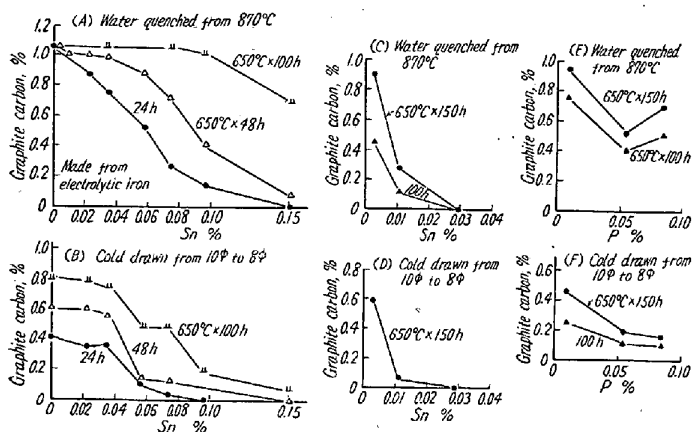 (A) Water quenched from 870°C
1.2
1.0
0.8
0.6
0.4
0.2
0
Graphite carbon, %
650°C×100h
24h
650°C×48h
Made from
electrolytic iron
0 0.02 0.04 0.06 0.08 0.10 0.15
Sn %
(B) Cold drawn from 10Φ to 8Φ
1.0
0.8
0.6
0.4
0.2
0
Graphite carbon, %
650°C×100h
48h
24h
0 0.02 0.04 0.06 0.08 0.10 0.15
Sn %
(C) Water quenched from
870°C
1.0
0.8
0.6
0.4
0.2
0
Graphite carbon, %
650°C×150h
100h
0 0.01 0.02 0.03 0.04
Sn %
(D) Cold drawn from
10Φ to 8Φ
0.8
0.6
0.4
0.2
0
Graphite carbon, %
650°C×150h
0 0.01 0.02 0.03 0.04
Sn %
(E) Water quenched
from 870°C
1.0
0.8
0.6
0.4
0.2
0
Graphite carbon, %
650°C×150h
650°C×100h
0 0.05 0.10
P %
(F) Cold drawn from
10Φ to 8Φ
0.6
0.4
0.2
0
Graphite carbon, %
650°C×150h
100h
0 0.05 0.10
P %